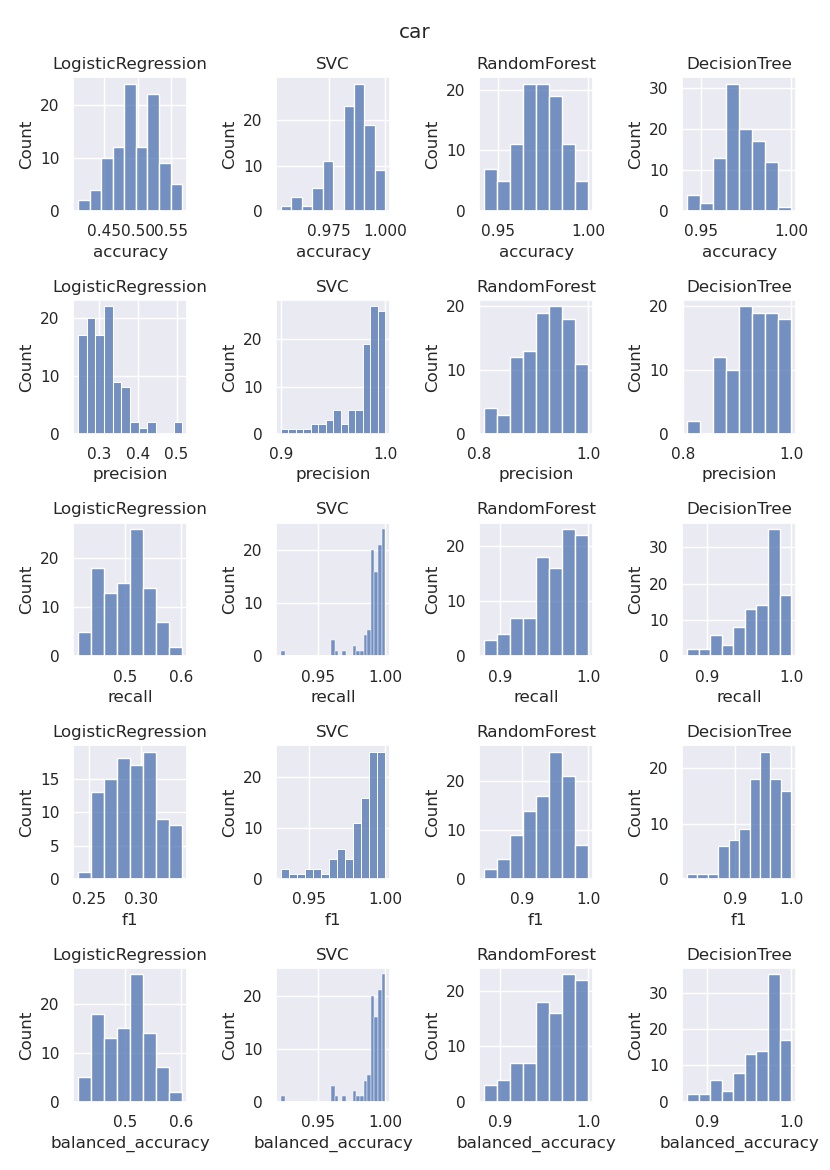 car
LogisticRegression SVC RandomForest DecisionTree
Count 0 10 20 0.450.500.55 accuracy
Count 0 10 20 0.975 1.000 accuracy
Count 0 10 20 0.95 1.00 accuracy
Count 0 10 20 30 0.95 1.00 accuracy
LogisticRegression SVC RandomForest DecisionTree
Count 0 10 20 0.3 0.4 0.5 precision
Count 0 10 20 0.9 1.0 precision
Count 0 10 20 0.8 1.0 precision
Count 0 10 20 0.8 1.0 precision
LogisticRegression SVC RandomForest DecisionTree
Count 0 10 20 0.5 0.6 recall
Count 0 10 20 0.95 1.00 recall
Count 0 10 20 0.9 1.0 recall
Count 0 10 20 30 0.9 1.0 recall
LogisticRegression SVC RandomForest DecisionTree
Count 0 5 10 15 0.25 0.30 f1
Count 0 10 20 0.95 1.00 f1
Count 0 10 20 0.9 1.0 f1
Count 0 10 20 0.9 1.0 f1
LogisticRegression SVC RandomForest DecisionTree
Count 0 10 20 0.5 0.6 balanced_accuracy
Count 0 10 20 0.95 1.00 balanced_accuracy
Count 0 10 20 0.9 1.0 balanced_accuracy
Count 0 10 20 30 0.9 1.0 balanced_accuracy